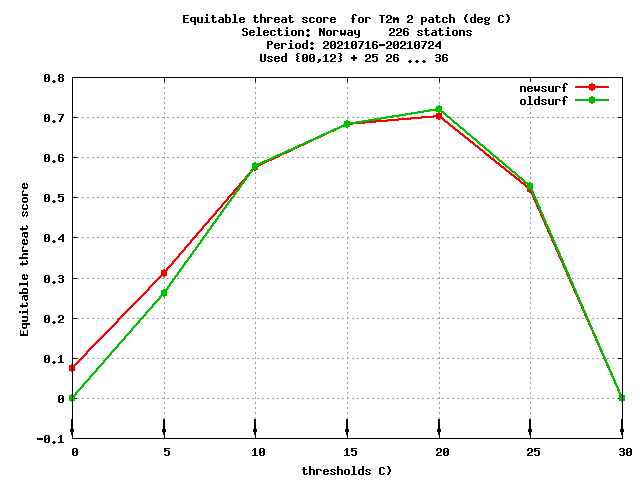 Equitable threat score  for T2m 2 patch (deg C)
Selection: Norway    226 stations
Period: 20210716-20210724
Used {00,12} + 25 26 ... 36
newsurf
oldsurf
Equitable threat score
0.8
0.7
0.6
0.5
0.4
0.3
0.2
0.1
0
-0.1
0 5 10 15 20 25 30
thresholds C)